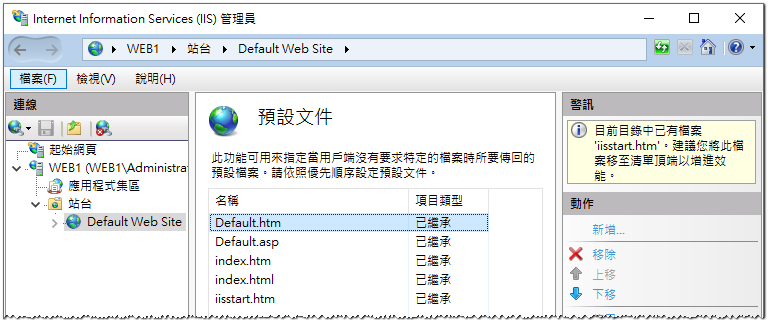 Internet Information Services (IIS) 管理員
WEB1 站台 Default Web Site
檔案(F) 檢視(V) 說明(H)
連線
起始網頁
WEB1 (WEB1\Administra
應用程式集區
站台
Default Web Site
預設文件
此功能可用來指定當用戶端沒有要求特定的檔案時所要傳回的
預設檔案。請依照優先順序設定預設文件。
名稱 項目類型
Default.htm 已繼承
Default.asp 已繼承
index.htm 已繼承
index.html 已繼承
iisstart.htm 已繼承
警訊
目前目錄中已有檔案
'iisstart.htm'。建議您將此檔
案移至清單頂端以增進效
能。
動作
新增...
移除
上移
下移